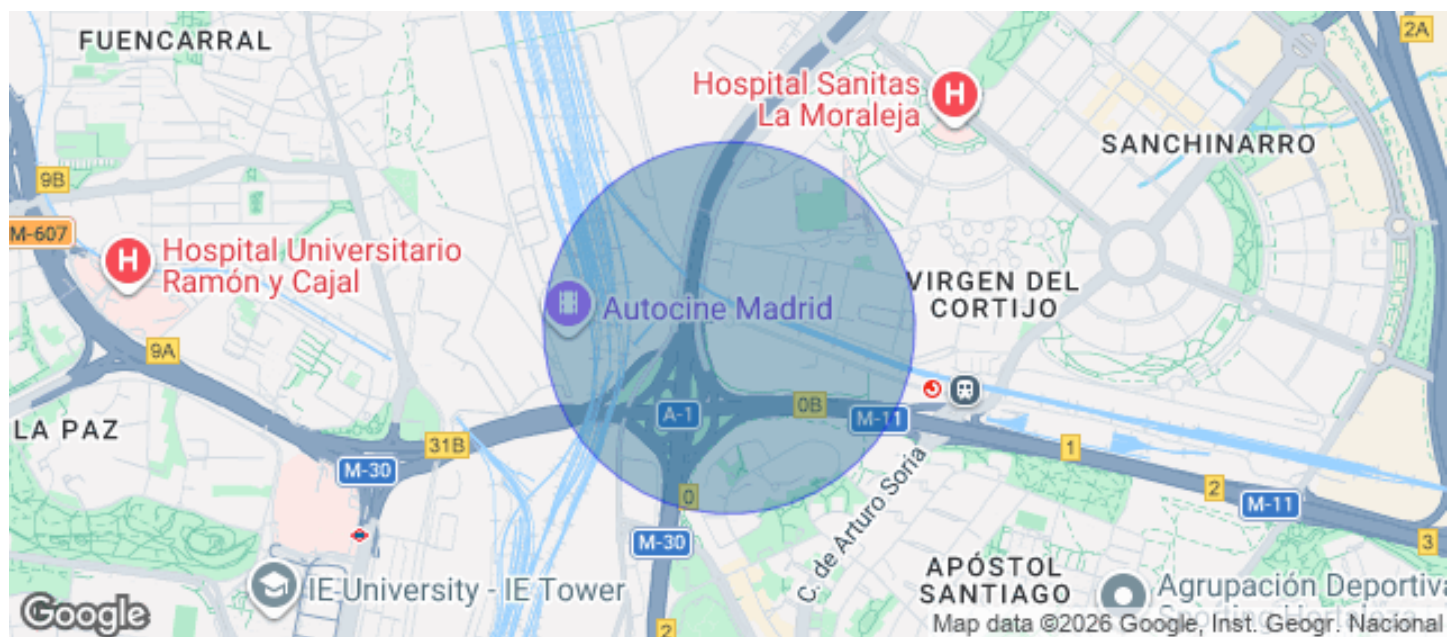 FUENCARRAL
2A
Hospital Sanitas
La Moraleja
H
SANCHINARRO
9B
M-607
H
Hospital Universitario
Ramón y Cajal
VIRGEN DEL
CORTIJO
Autocine Madrid
9A
0B
A-1
M-11
LA PAZ
31B
M-30
1
C. de Arturo Soria
2
0
M-11
M-30
3
APÓSTOL
SANTIAGO
IE University - IE Tower
Agrupación Deportiva
Google
2
Map data ©2026 Google, Inst. Geogr. Nacional